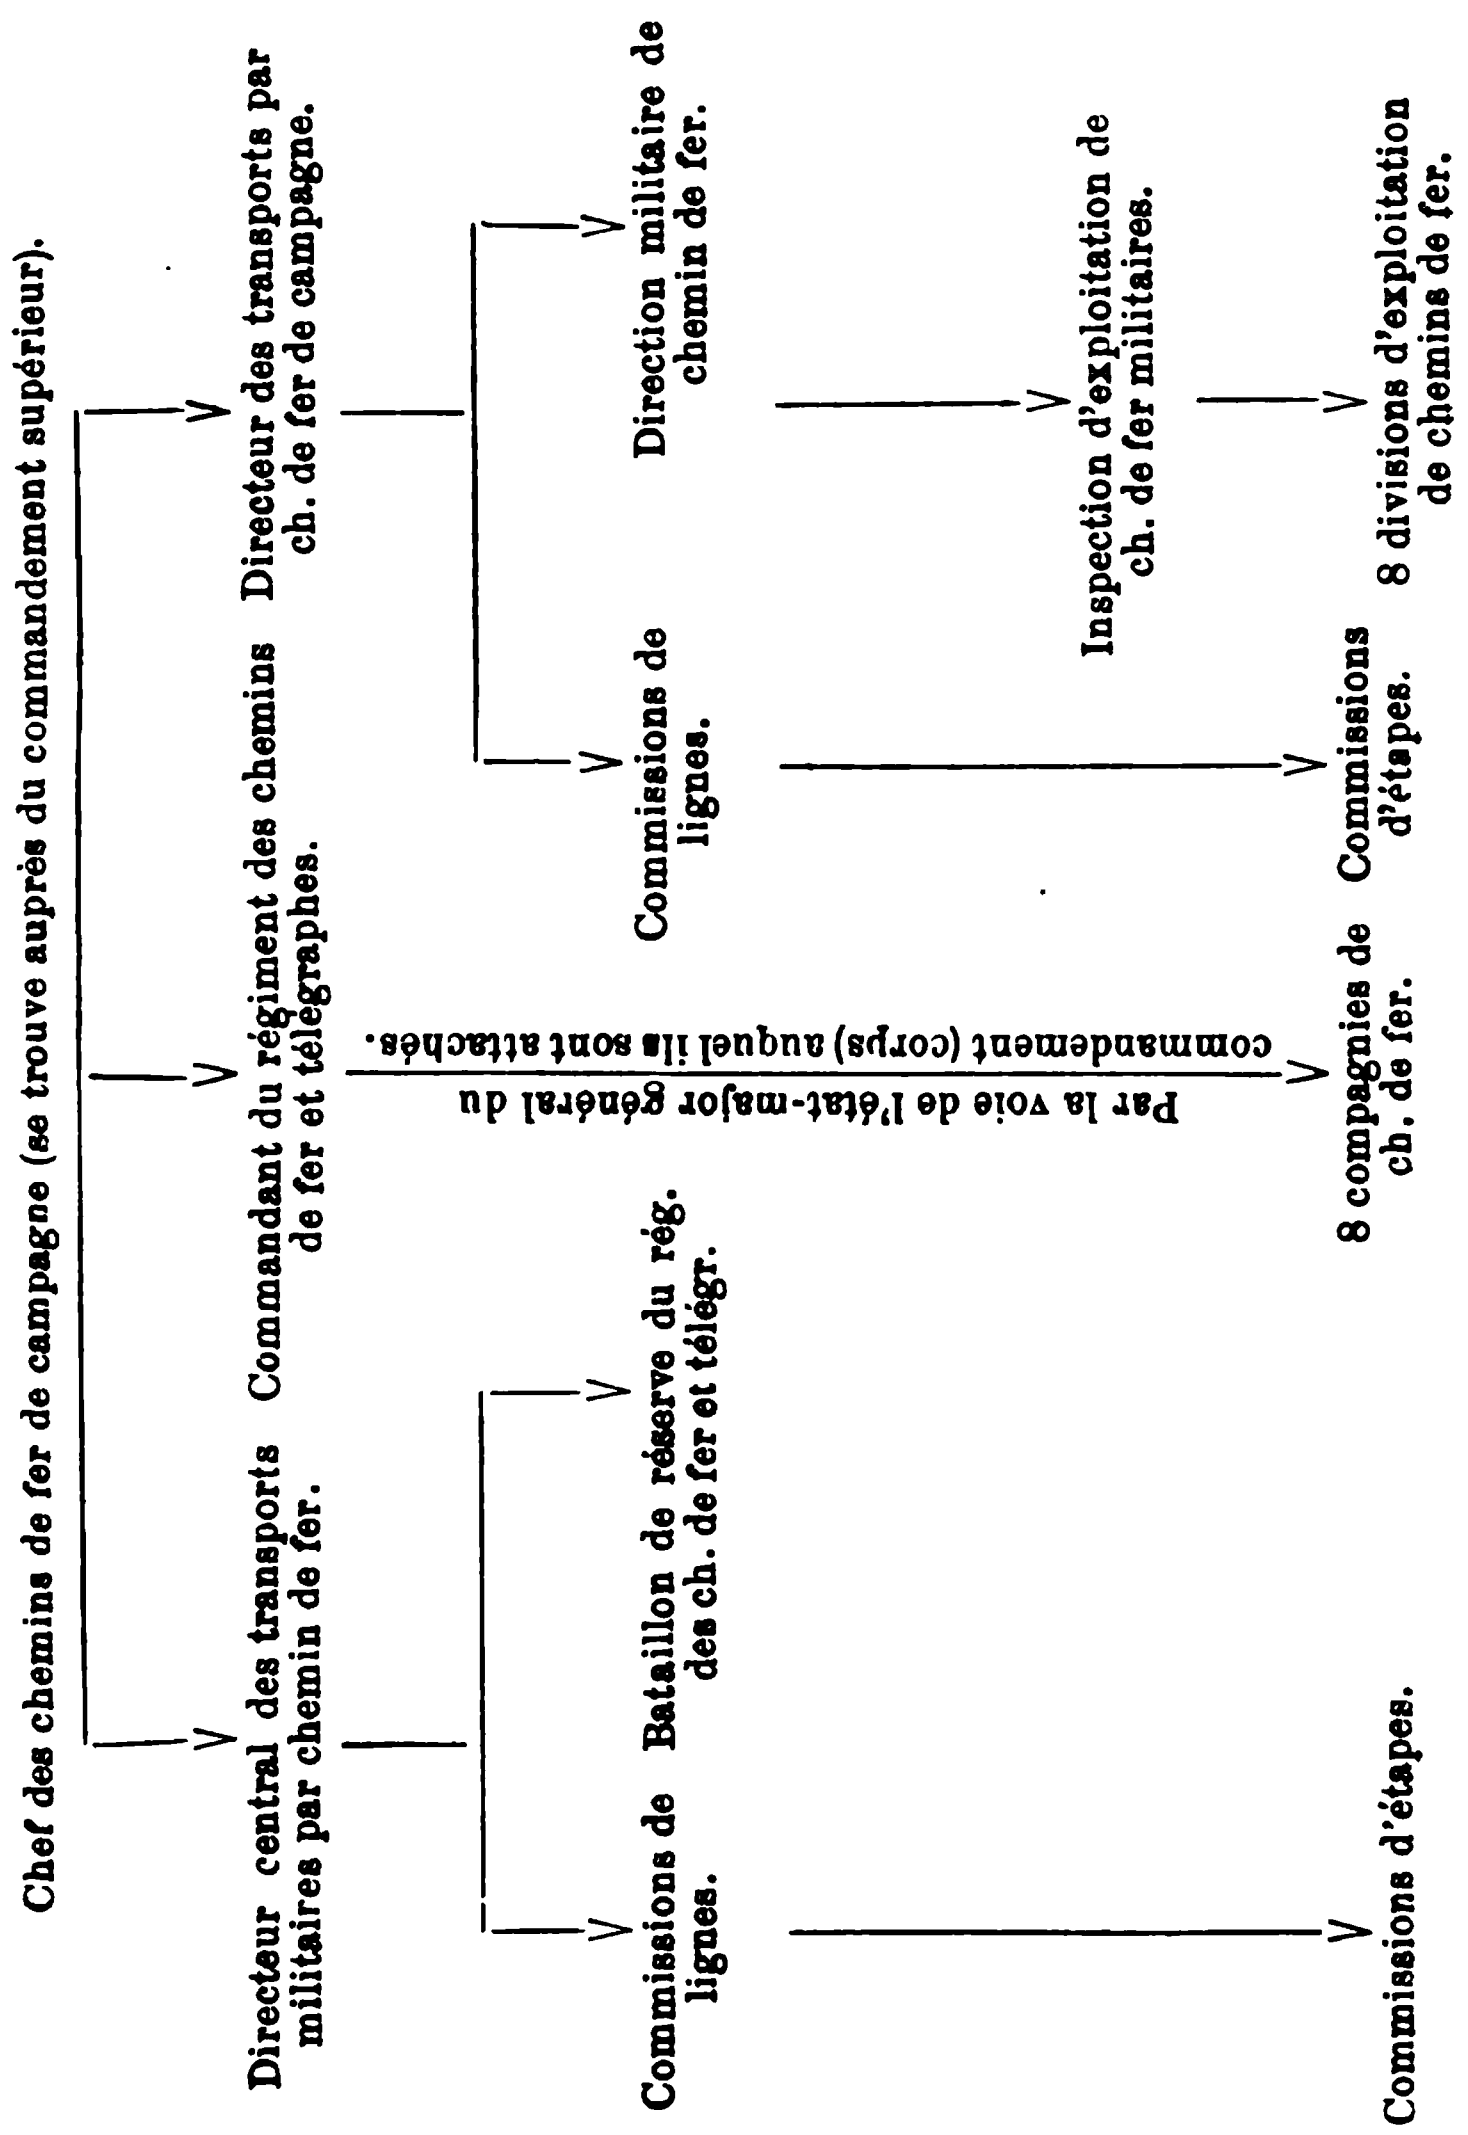 Chef des chemins de fer de campagne (se trouve auprès du commandement supérieur).
Directeur central des transports
militaires par chemin de fer.
Commandant du régiment des chemins
de fer et télégraphes.
Directeur des transports par
ch. de fer de campagne.
Commissions de
lignes.
Bataillon de réserve du rég.
des ch. de fer et télégr.
Par la voie de l'état-major général du
commandement (corps) auquel ils sont attachés.
Commissions de
lignes.
Direction militaire de
chemin de fer.
Inspection d'exploitation de
ch. de fer militaires.
Commissions d'étapes.
8 compagnies de
ch. de fer.
Commissions
d'étapes.
8 divisions d'exploitation
de chemins de fer.